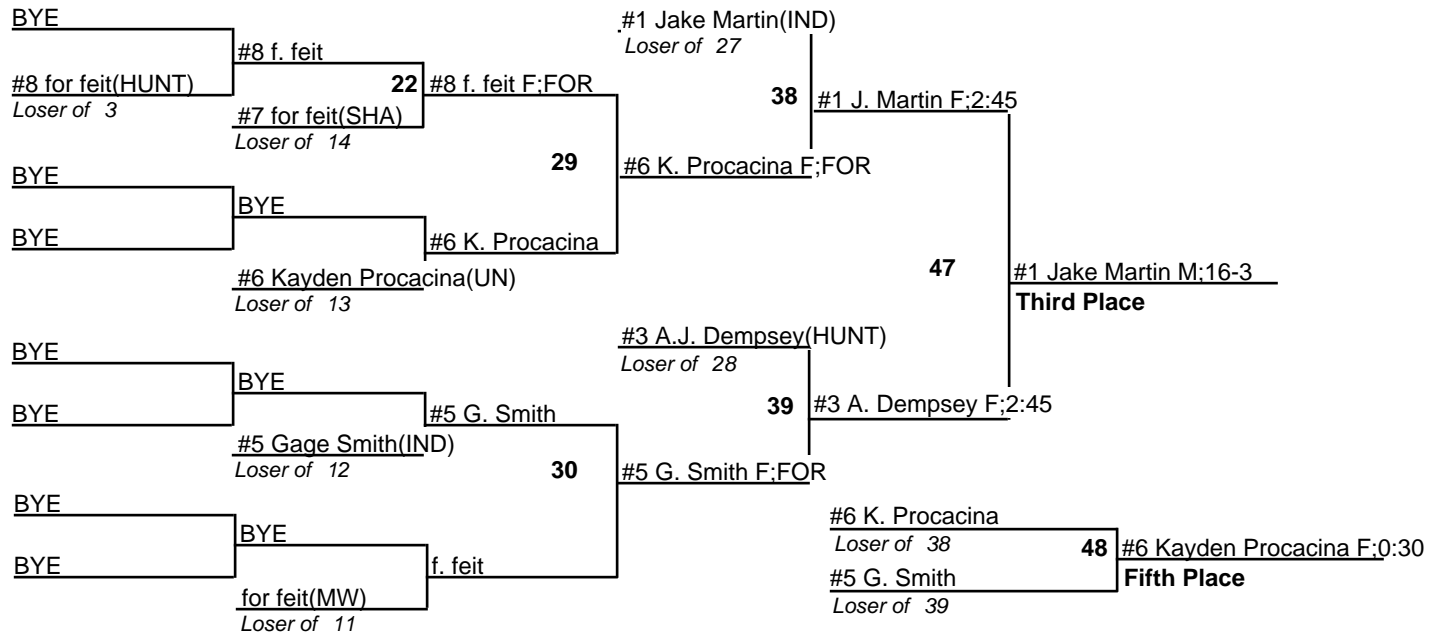 BYE
#8 for feit(HUNT)
Loser of 3
#8 f. feit
22
#7 for feit(SHA)
Loser of 14
#8 f. feit F;FOR
BYE
BYE
BYE
#6 Kayden Procacina(UN)
Loser of 13
#6 K. Procacina
29
#1 Jake Martin(IND)
Loser of 27
38
#6 K. Procacina F;FOR
#1 J. Martin F;2:45
BYE
BYE
BYE
#5 Gage Smith(IND)
Loser of 12
#5 G. Smith
30
BYE
BYE
BYE
for feit(MW)
Loser of 11
f. feit
#3 A.J. Dempsey(HUNT)
Loser of 28
39
#5 G. Smith F;FOR
#3 A. Dempsey F;2:45
47
#1 Jake Martin M;16-3
Third Place
#6 K. Procacina
Loser of 38
48
#5 G. Smith
Loser of 39
#6 Kayden Procacina F;0:30
Fifth Place